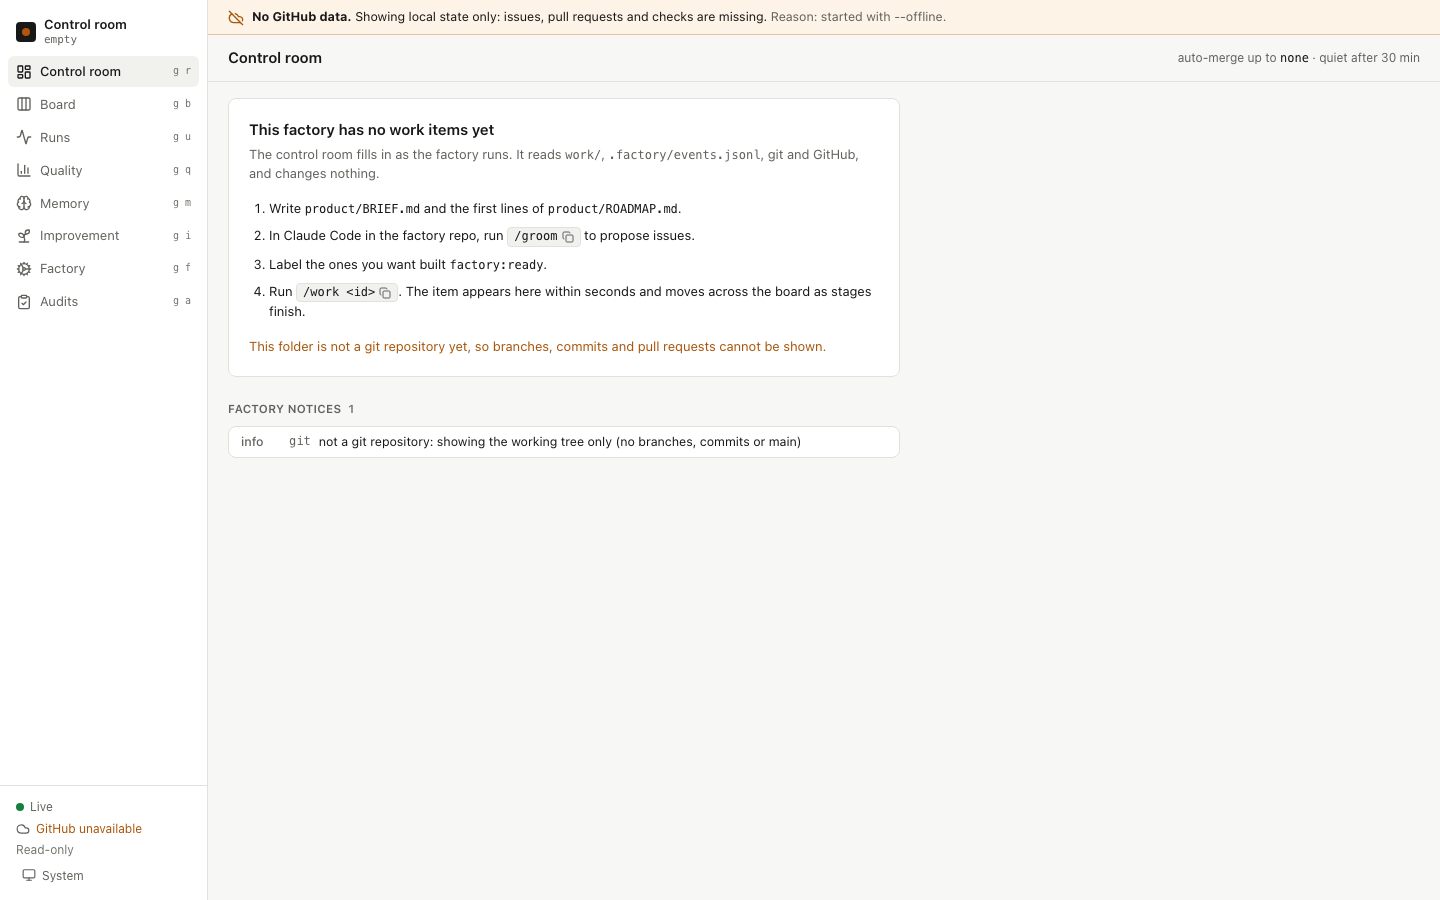 Control room
empty
Control room g r
Board g b
Runs g u
Quality g q
Memory g m
Improvement g i
Factory g f
Audits g a
Live
GitHub unavailable
Read-only
System
No GitHub data. Showing local state only: issues, pull requests and checks are missing. Reason: started with --offline.
Control room
auto-merge up to none · quiet after 30 min
This factory has no work items yet
The control room fills in as the factory runs. It reads work/, .factory/events.jsonl, git and GitHub,
and changes nothing.
1. Write product/BRIEF.md and the first lines of product/ROADMAP.md.
2. In Claude Code in the factory repo, run /groom to propose issues.
3. Label the ones you want built factory:ready.
4. Run /work <id> . The item appears here within seconds and moves across the board as stages
finish.
This folder is not a git repository yet, so branches, commits and pull requests cannot be shown.
FACTORY NOTICES 1
info git not a git repository: showing the working tree only (no branches, commits or main)